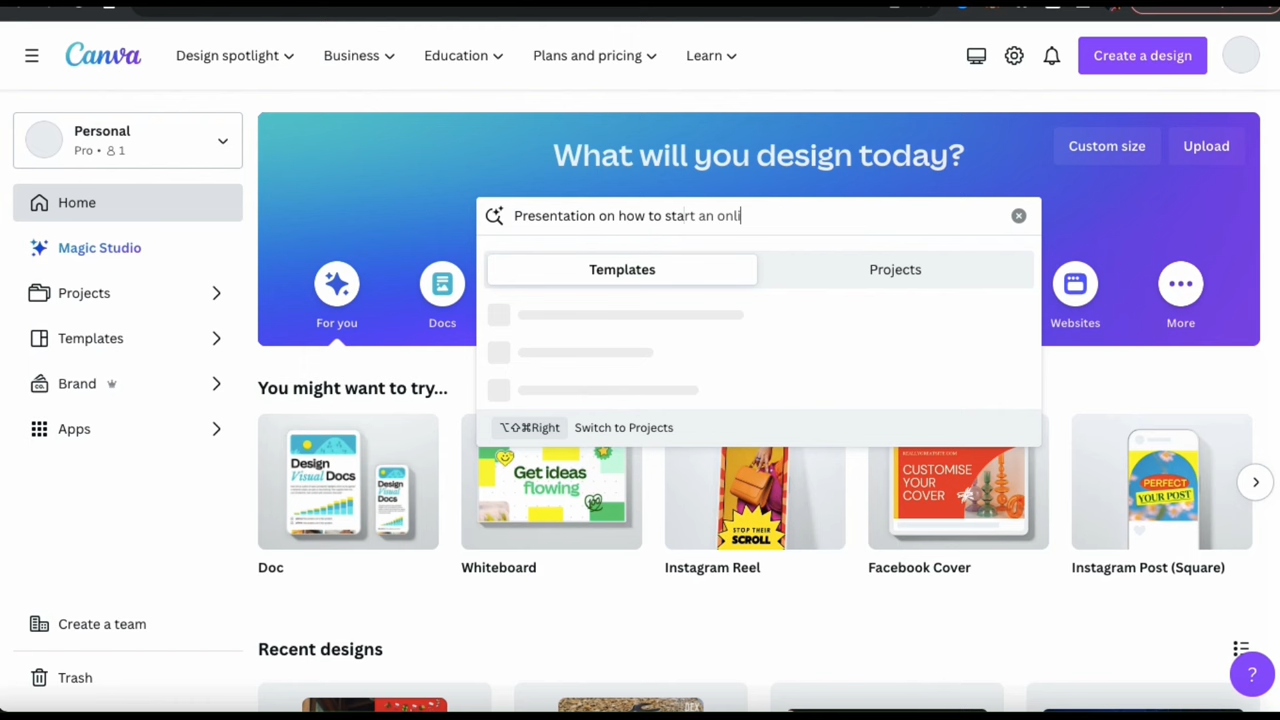 Canva
Design spotlight
Business
Education
Plans and pricing
Learn
Create a design
Personal
Pro • 1
What will you design today?
Custom size
Upload
Home
Presentation on how to start an onli
Magic Studio
Templates
Projects
Projects
For you
Docs
Websites
More
Templates
Brand
You might want to try...
Apps
⌥⇧⌘Right
Switch to Projects
Design
Visual Docs
Design
Visual
Docs
Get ideas
flowing
STOP THEIR
SCROLL
CUSTOMISE
YOUR
COVER
PERFECT
YOUR POST
Doc
Whiteboard
Instagram Reel
Facebook Cover
Instagram Post (Square)
Create a team
Recent designs
Trash
?